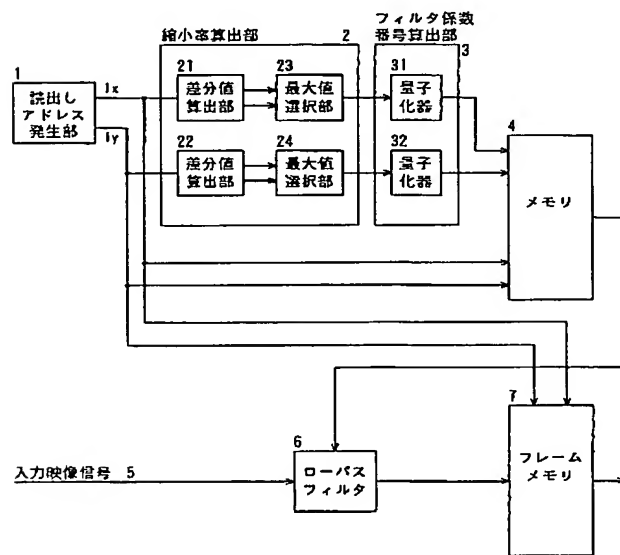 フィルタ係数
番号算出部
3
縮小率算出部
2
1
読出し
アドレス
発生部
Ix
Iy
21
差分値
算出部
23
最大値
選択部
31
量子
化器
22
差分値
算出部
24
最大値
選択部
32
量子
化器
4
メモリ
入力映像信号 5
6
ローパス
フィルタ
7
フレーム
メモリ